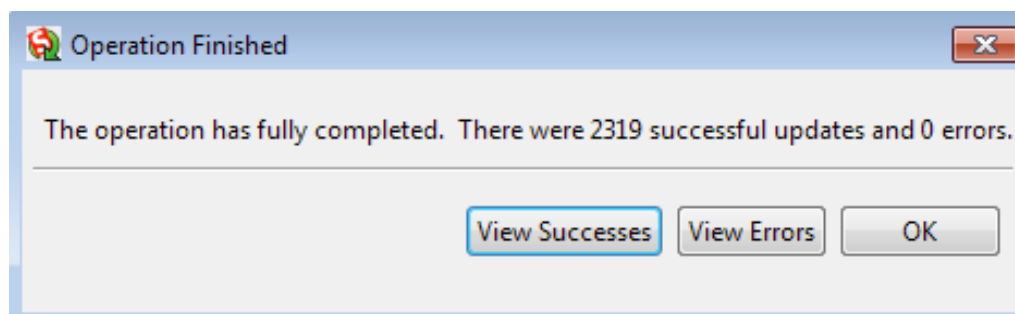 Operation Finished
The operation has fully completed.  There were 2319 successful updates and 0 errors.
View Successes View Errors OK